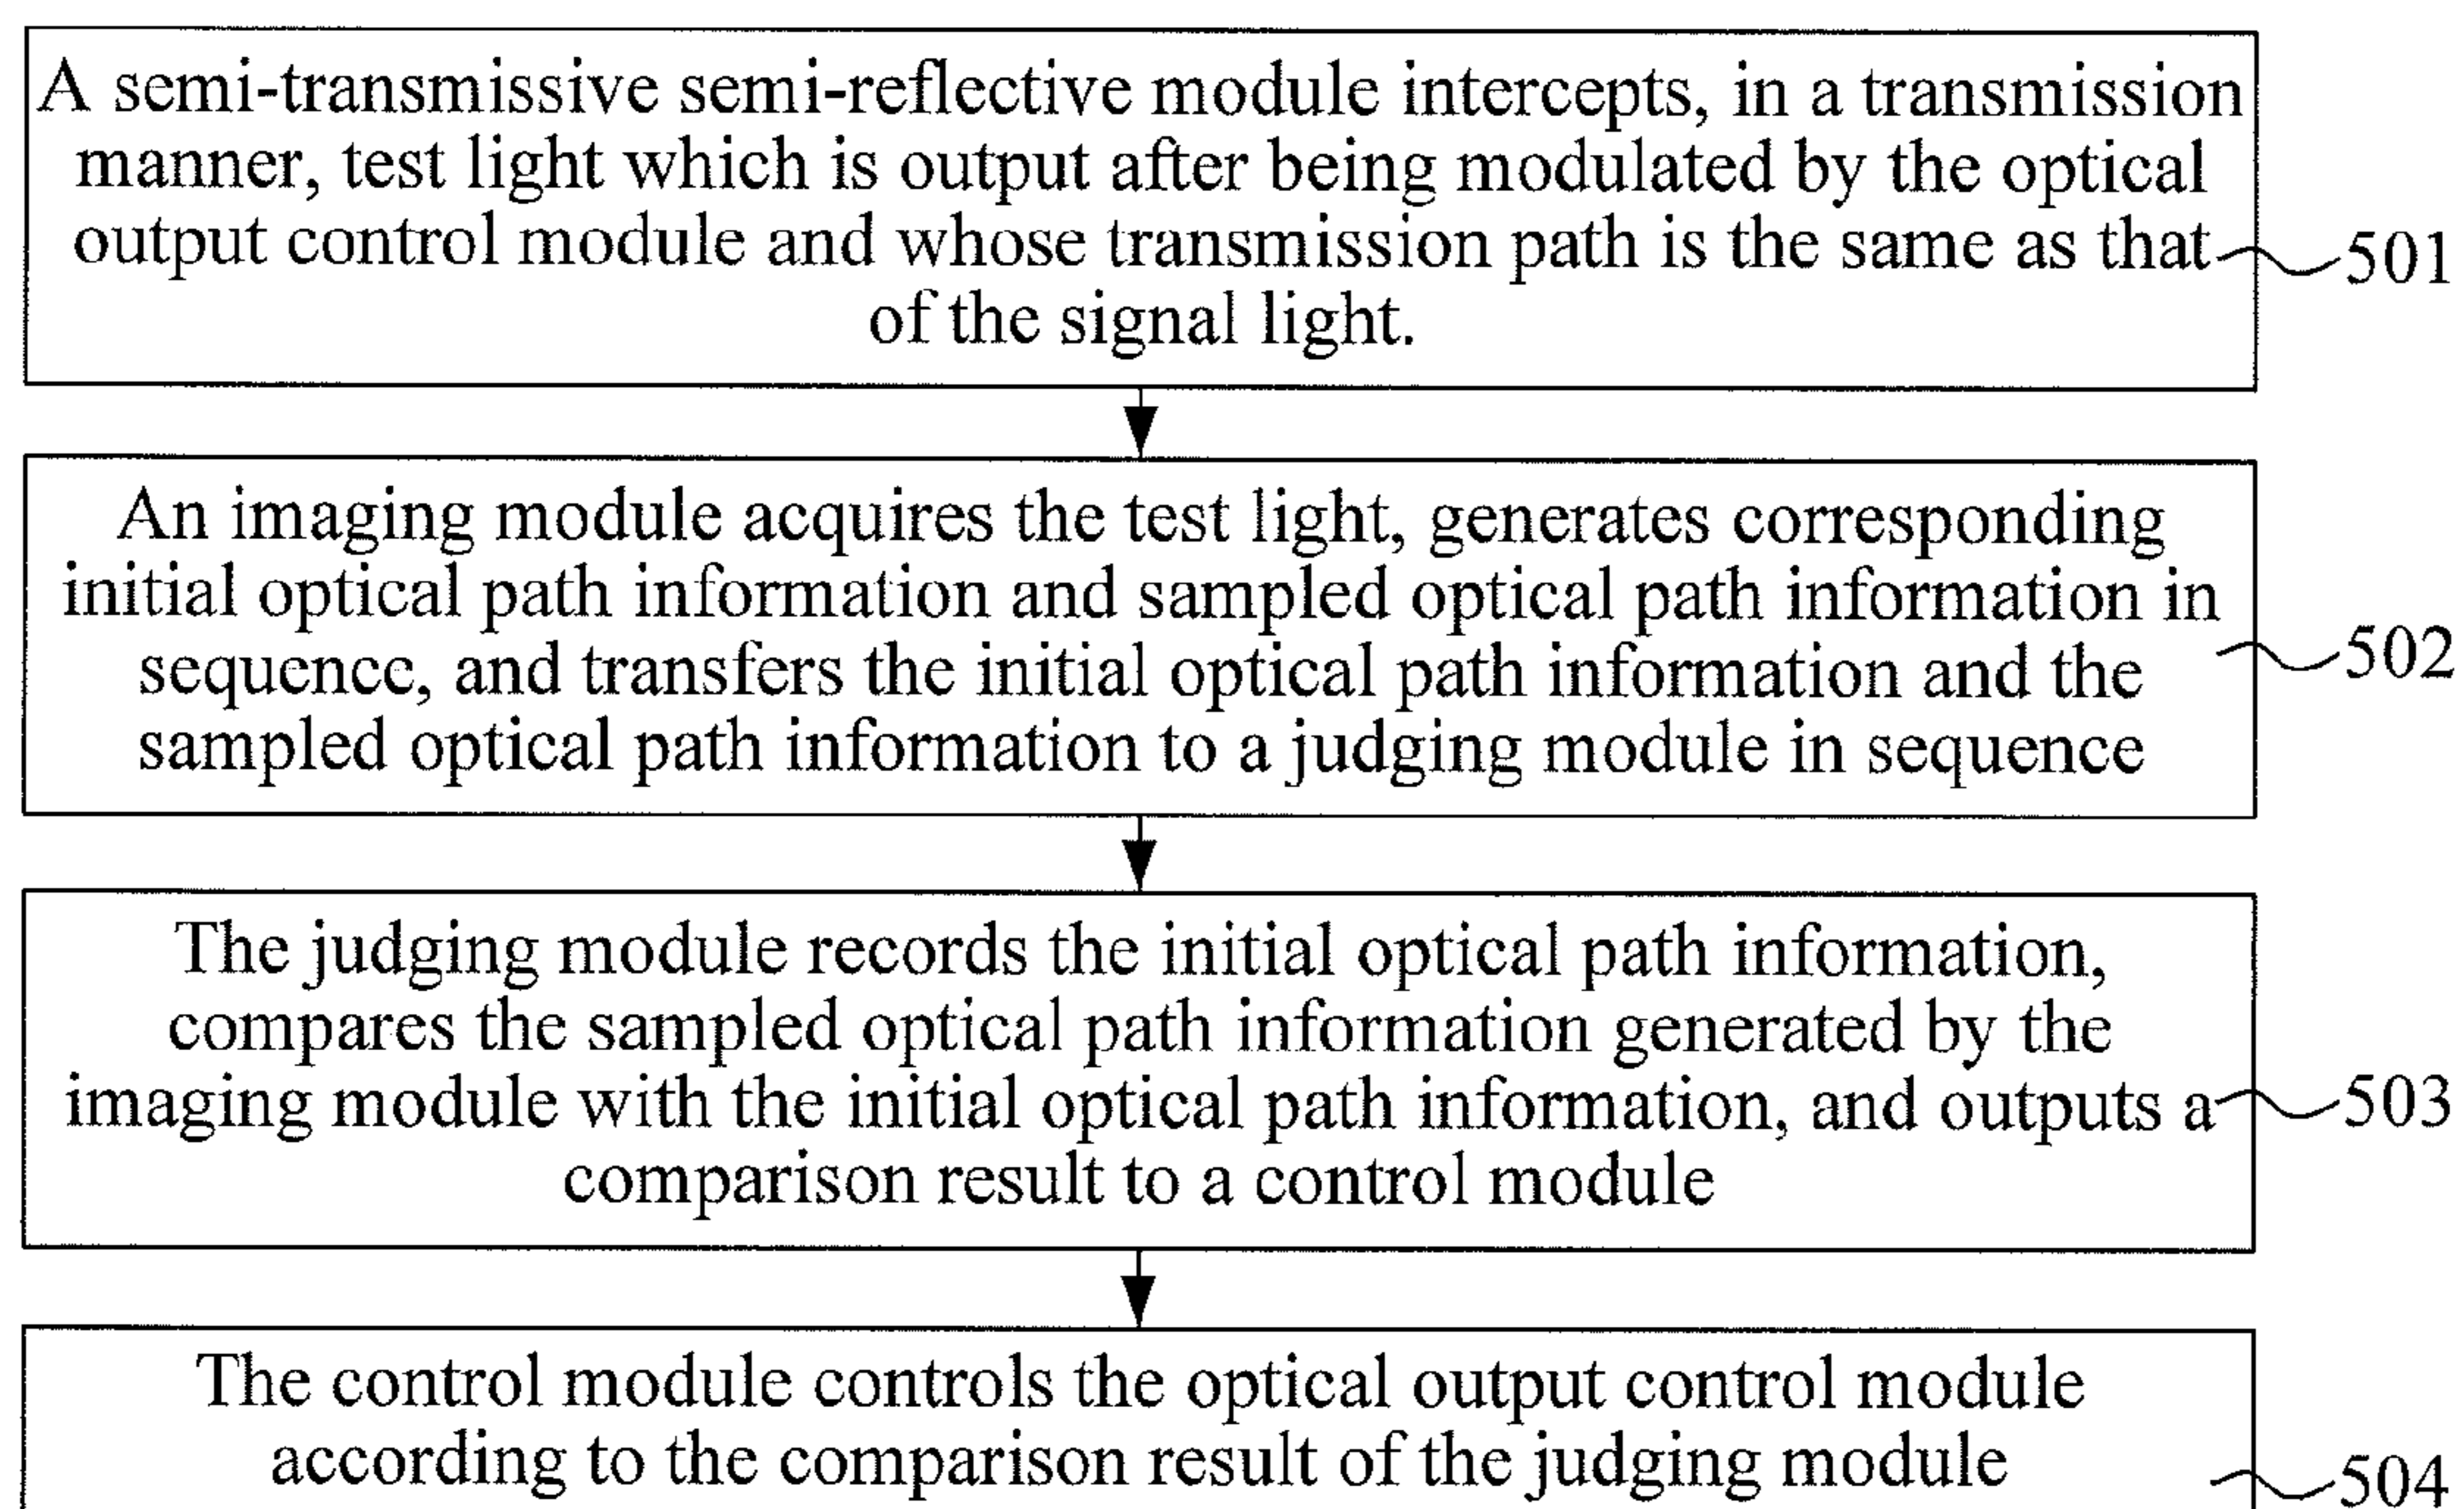 A semi-transmissive semi-reflective module intercepts, in a transmission
manner, test light which is output after being modulated by the optical
output control module and whose transmission path is the same as that
of the signal light.
501
An imaging module acquires the test light, generates corresponding
initial optical path information and sampled optical path information in
sequence, and transfers the initial optical path information and the
sampled optical path information to a judging module in sequence
502
The judging module records the initial optical path information,
compares the sampled optical path information generated by the
imaging module with the initial optical path information, and outputs a
comparison result to a control module
503
The control module controls the optical output control module
according to the comparison result of the judging module
504